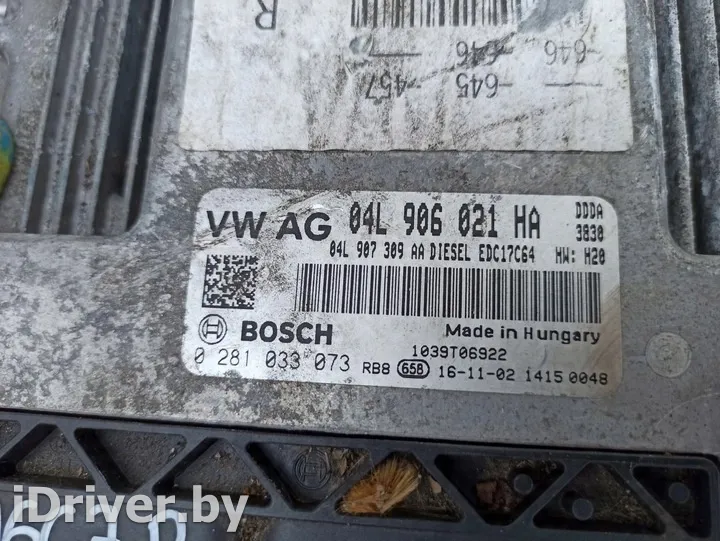 R
-646
-646
-7
-645
-457
VW AG 04L 906 021 HA DDDA
3830
04L 907 309 AA DIESEL EDC17C64 HW: H20
BOSCH Made in Hungary
1039T06922
0 281 033 073 RB8 658 16-11-02 1415 0048
iDriver.by